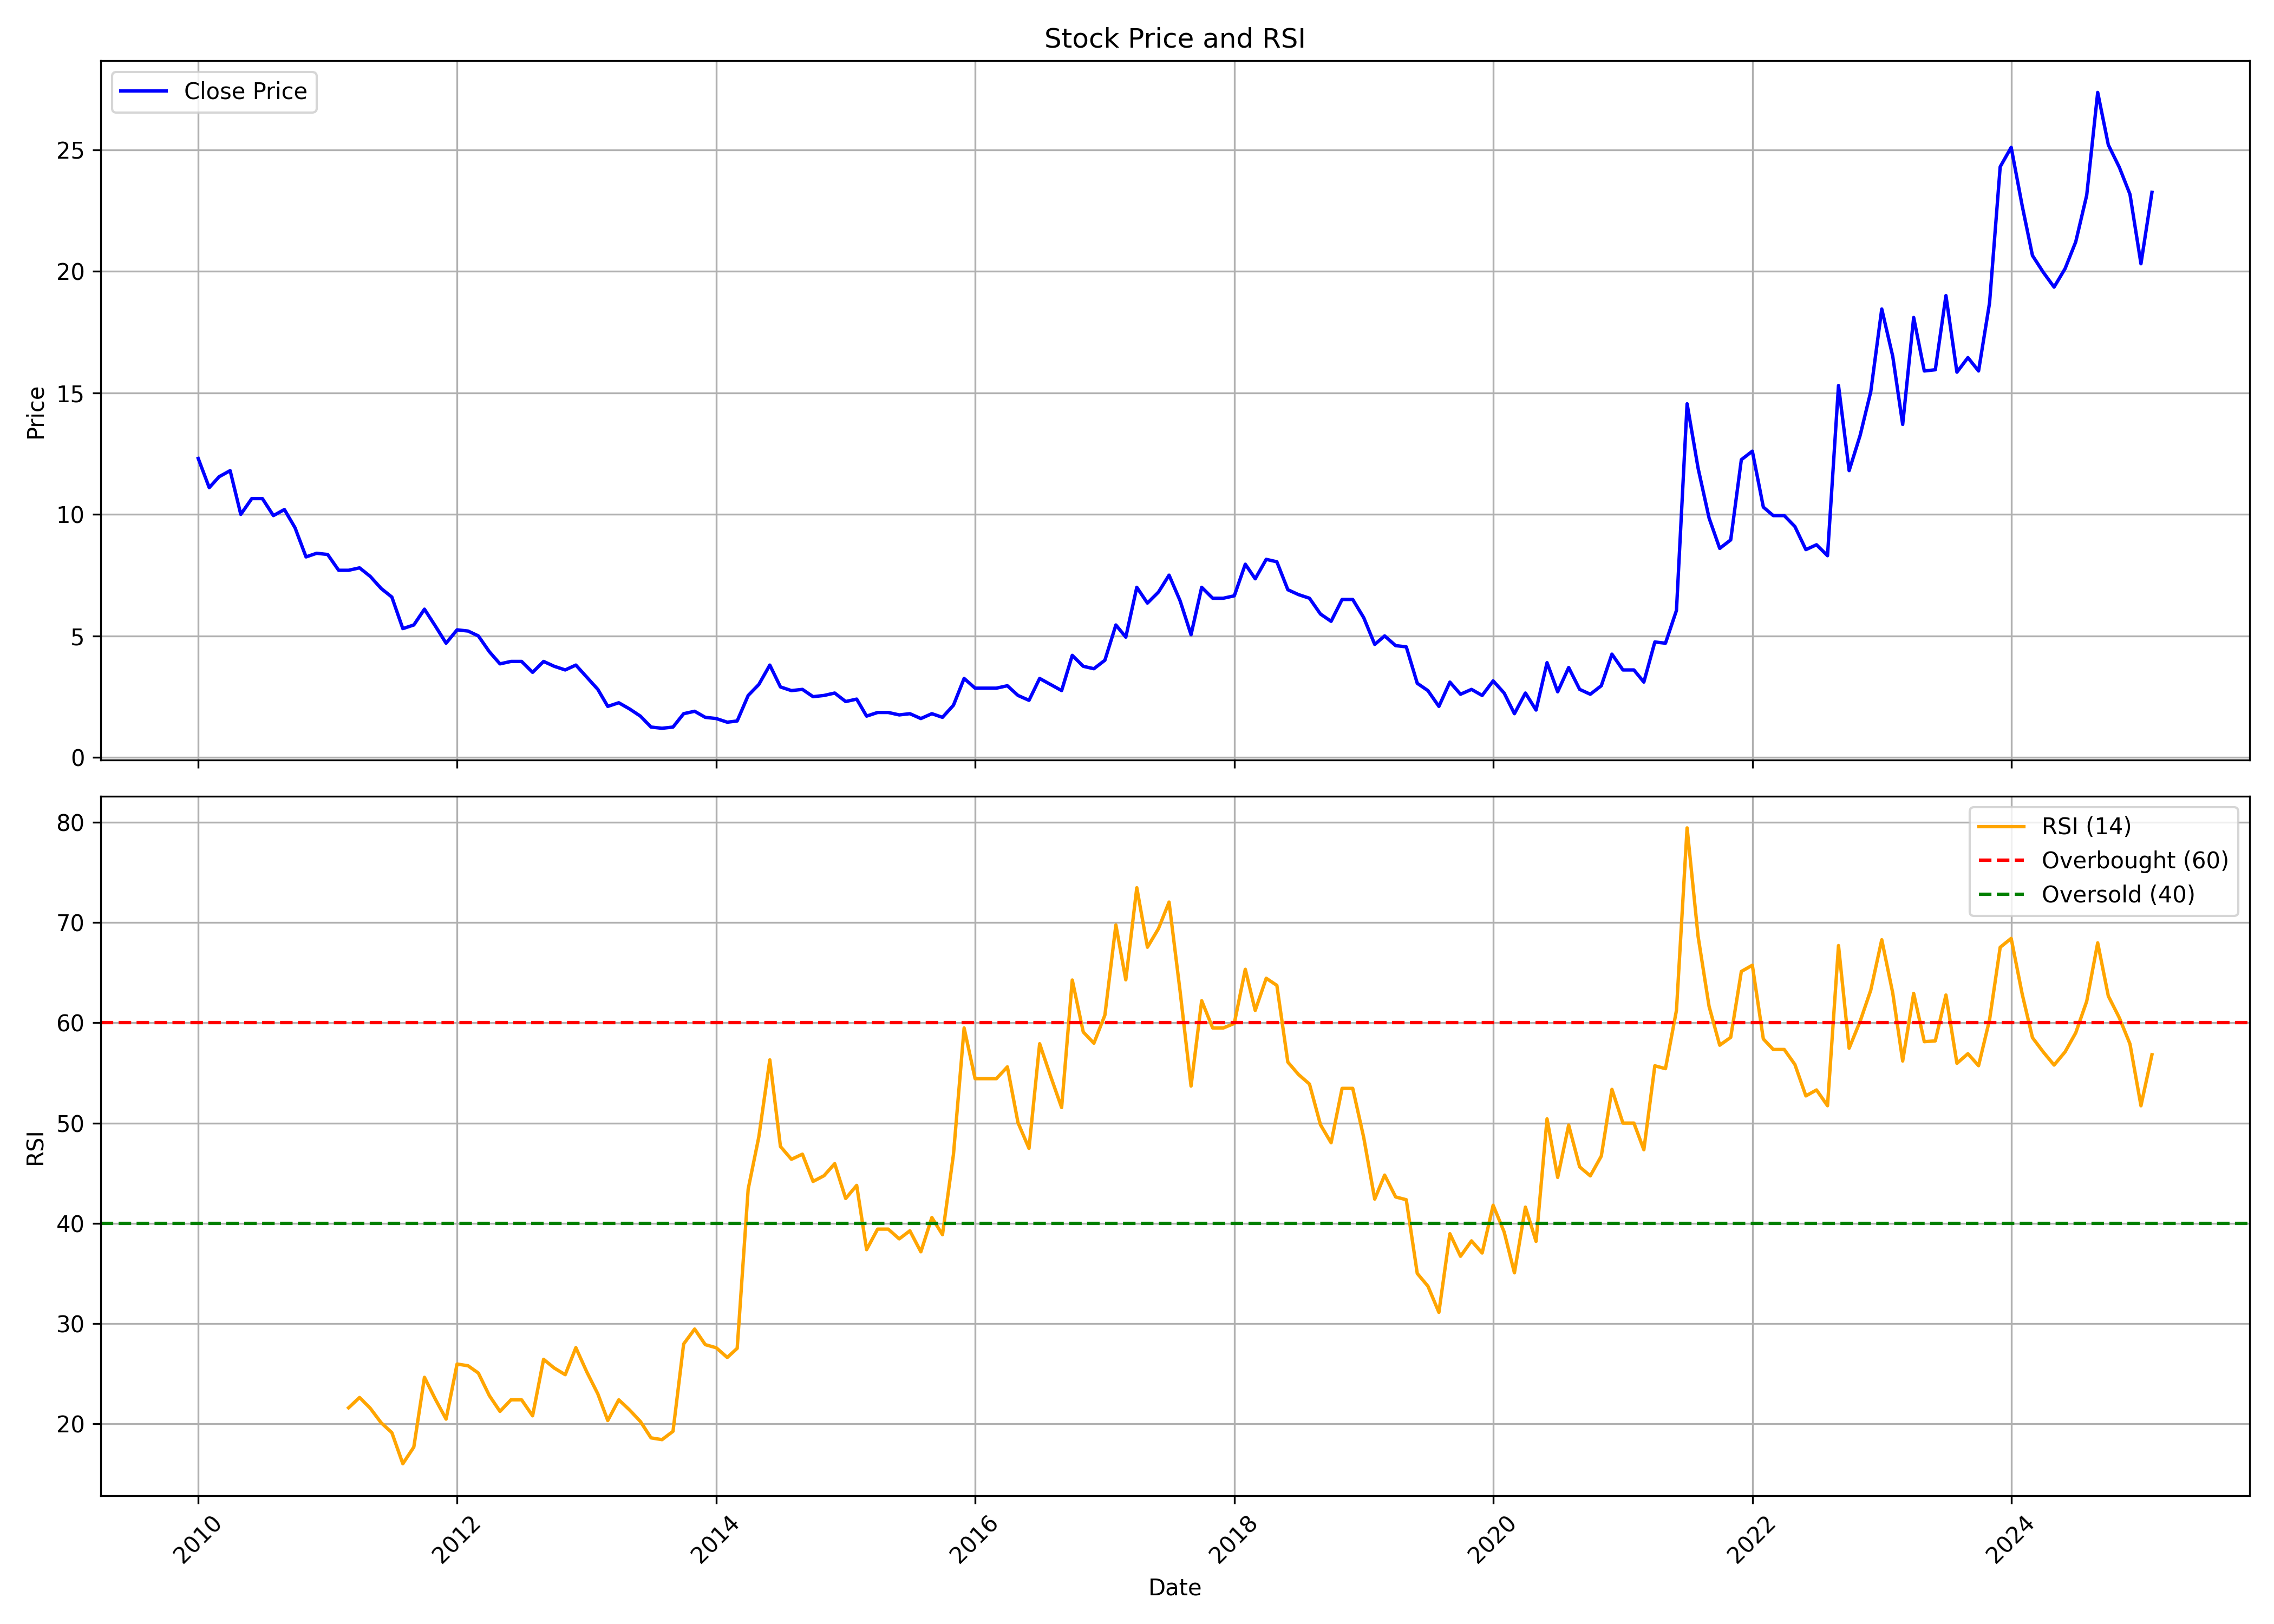 Stock Price and RSI
Close Price
25
20
15
10
5
0
Price
RSI (14)
Overbought (60)
Oversold (40)
80
70
60
50
40
30
20
RSI
2010
2012
2014
2016
2018
2020
2022
2024
Date